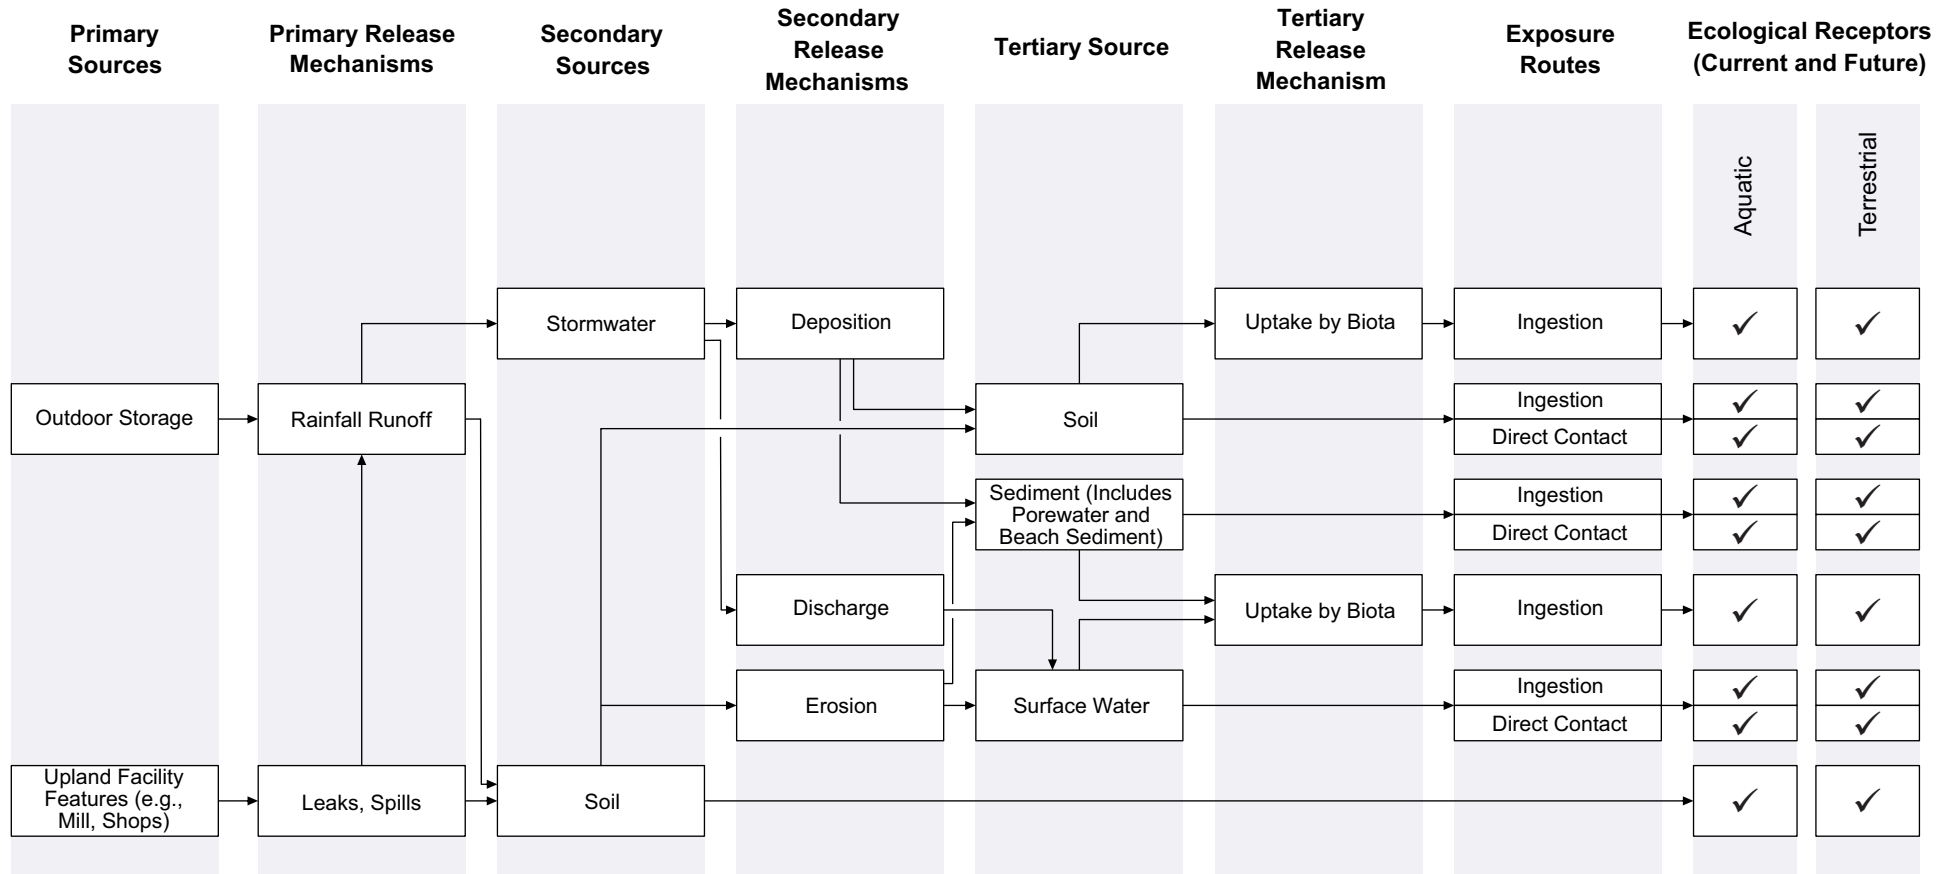 Primary
Sources
Primary Release
Mechanisms
Secondary
Sources
Secondary
Release
Mechanisms
Tertiary Source
Tertiary
Release
Mechanism
Exposure
Routes
Ecological Receptors
(Current and Future)
Aquatic
Terrestrial
Stormwater
Deposition
Uptake by Biota
Ingestion
Outdoor Storage
Rainfall Runoff
Soil
Ingestion
Direct Contact
Sediment (Includes
Porewater and
Beach Sediment)
Ingestion
Direct Contact
Discharge
Uptake by Biota
Ingestion
Erosion
Surface Water
Ingestion
Direct Contact
Upland Facility
Features (e.g.,
Mill, Shops)
Leaks, Spills
Soil